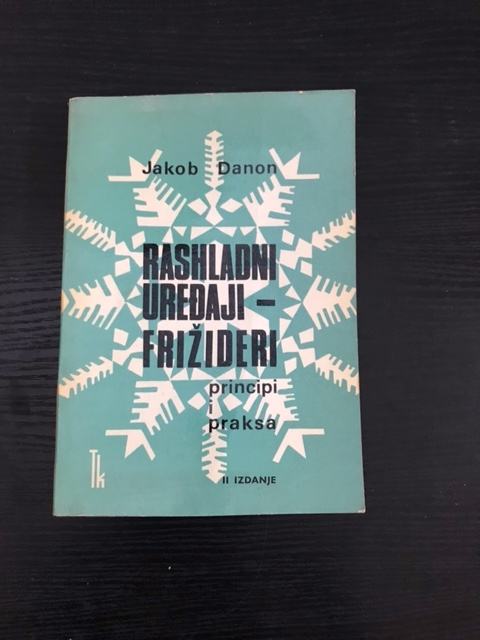 Jakob Danon
RASHLADNI
UREĐAJI –
FRIŽIDERI
principi
i
praksa
Tk
II IZDANJE